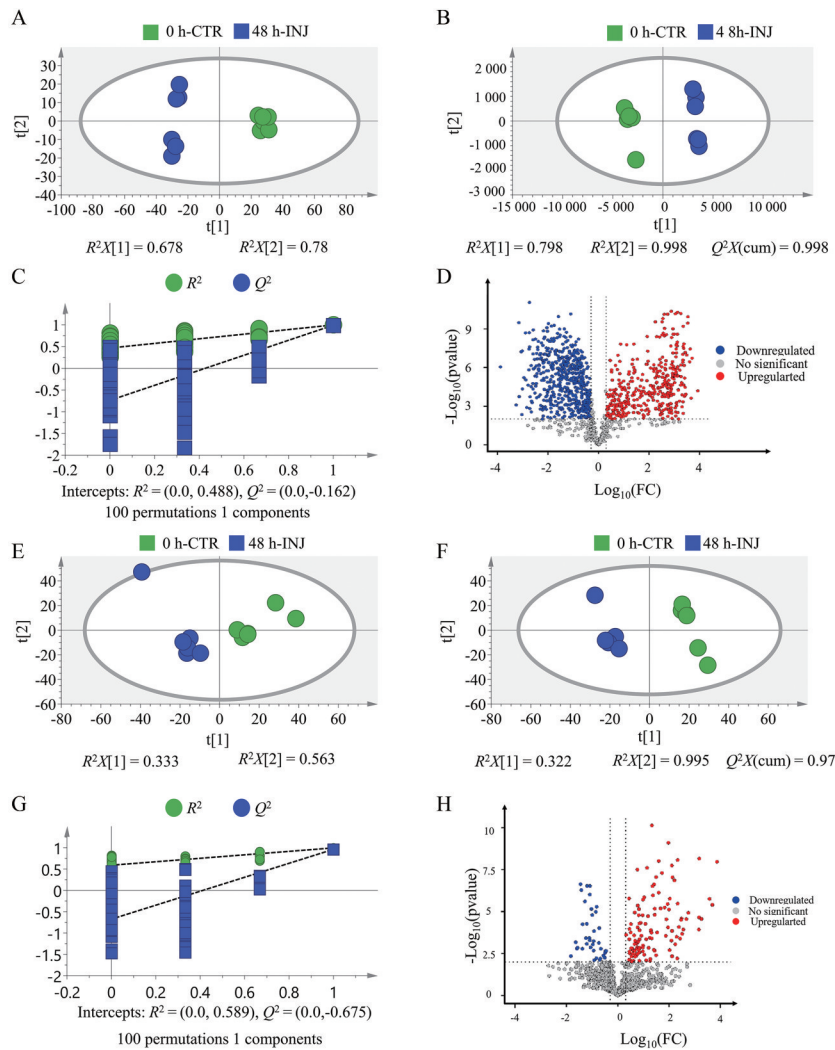 A
0 h-CTR 48 h-INJ
30
20
10
0
-10
-20
-30
-40
t[2]
-100 -80 -60 -40 -20 0 20 40 60 80
t[1]
R²X[1] = 0.678 R²X[2] = 0.78
B
0 h-CTR 4 8h-INJ
2 000
1 000
0
-1 000
-2 000
-3 000
t[2]
-15 000 -10 000 -5 000 0 5 000 10 000 15 000
t[1]
R²X[1] = 0.798 R²X[2] = 0.998 Q²X(cum) = 0.998
C
R² Q²
1
0.5
0
-0.5
-1
-1.5
-2
-0.2 0 0.2 0.4 0.6 0.8 1
Intercepts: R² = (0.0, 0.488), Q² = (0.0,-0.162)
100 permutations 1 components
D
-Log₁₀(pvalue)
9
6
3
0
-4 -2 0 2 4
Log₁₀(FC)
Downregulated
No significant
Upregularted
E
0 h-CTR 48 h-INJ
40
20
0
-20
-40
-60
t[2]
-80 -60 -40 -20 0 20 40 60
t[1]
R²X[1] = 0.333 R²X[2] = 0.563
F
0 h-CTR 48 h-INJ
40
20
0
-20
-40
-60
t[2]
-80 -60 -40 -20 0 20 40 60
t[1]
R²X[1] = 0.322 R²X[2] = 0.995 Q²X(cum) = 0.97
G
R² Q²
1
0.5
0
-0.5
-1
-1.5
-2
0.2 0 0.2 0.4 0.6 0.8 1
Intercepts: R² = (0.0, 0.589), Q² = (0.0,-0.675)
100 permutations 1 components
H
-Log₁₀(pvalue)
10
7.5
5
2.5
0
-4 -2 0 2 4
Log₁₀(FC)
Downregulated
No significant
Upregularted